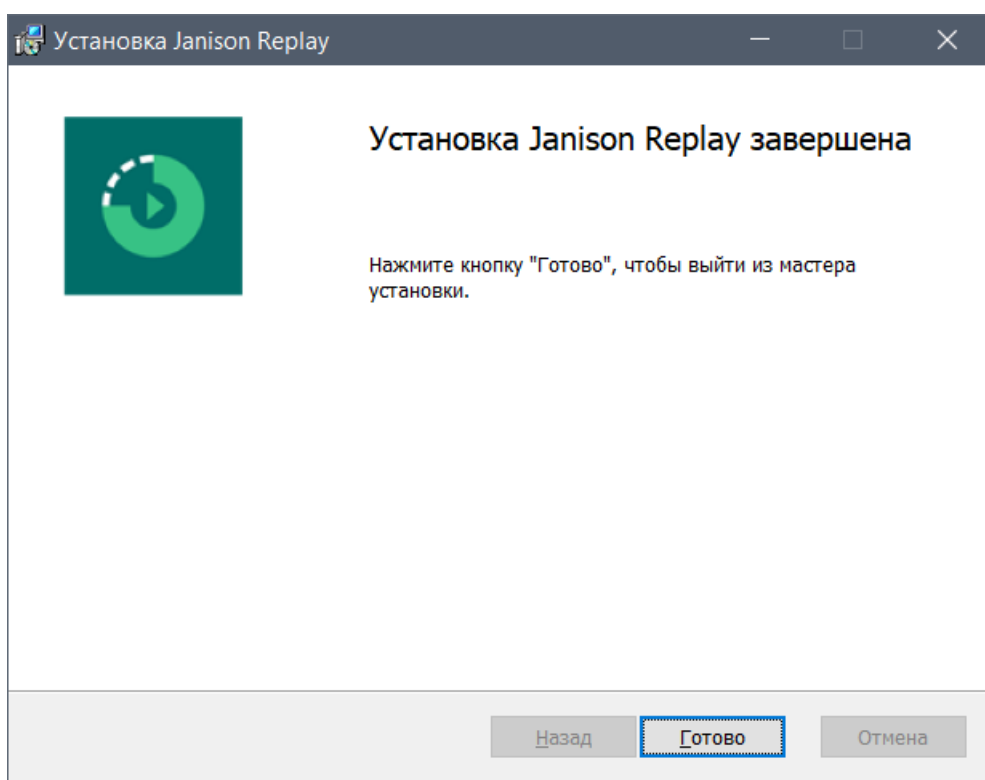 Установка Janison Replay
Установка Janison Replay завершена
Нажмите кнопку "Готово", чтобы выйти из мастера
установки.
Назад
Готово
Отмена